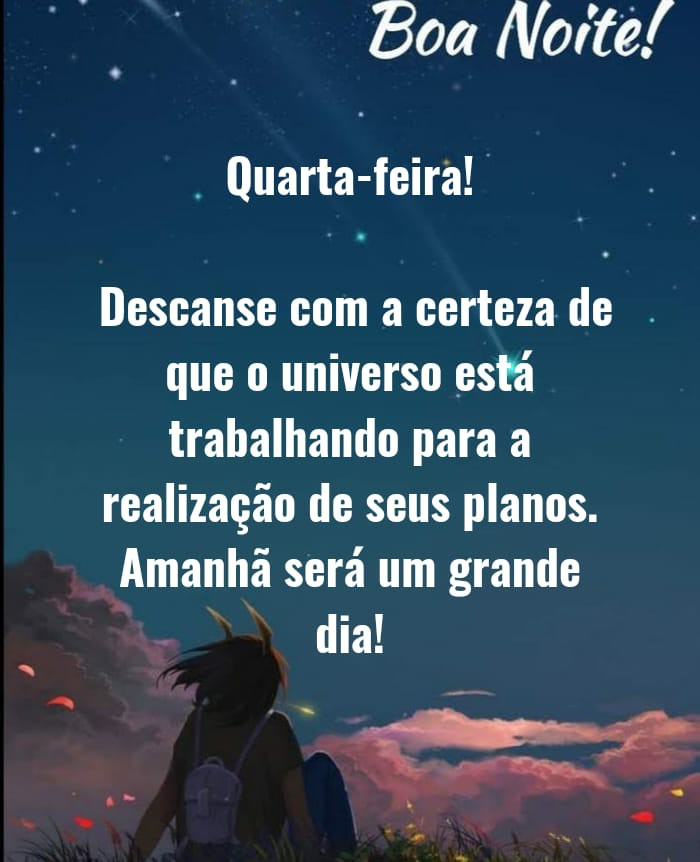 Boa Noite!
Quarta-feira!
Descanse com a certeza de
que o universo está
trabalhando para a
realização de seus planos.
Amanhã será um grande
dia!